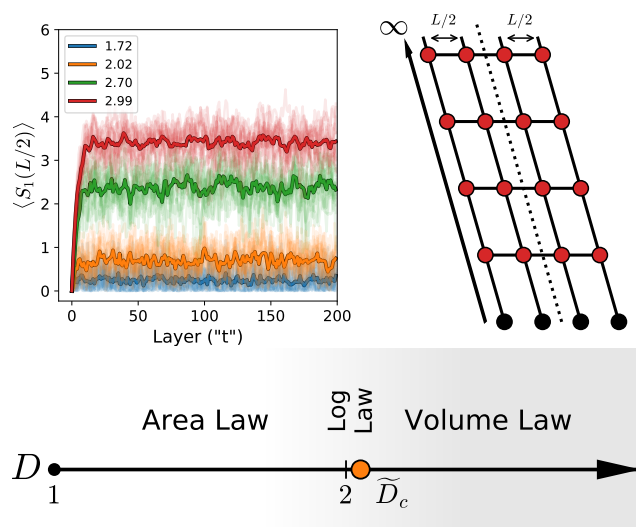 6
5
4
3
2
1
0
⟨S₁(L/2)⟩
1.72
2.02
2.70
2.99
0 50 100 150 200
Layer ("t")
∞
L/2 L/2
Area Law
Log
Law
Volume Law
D
1 2 D̃_c